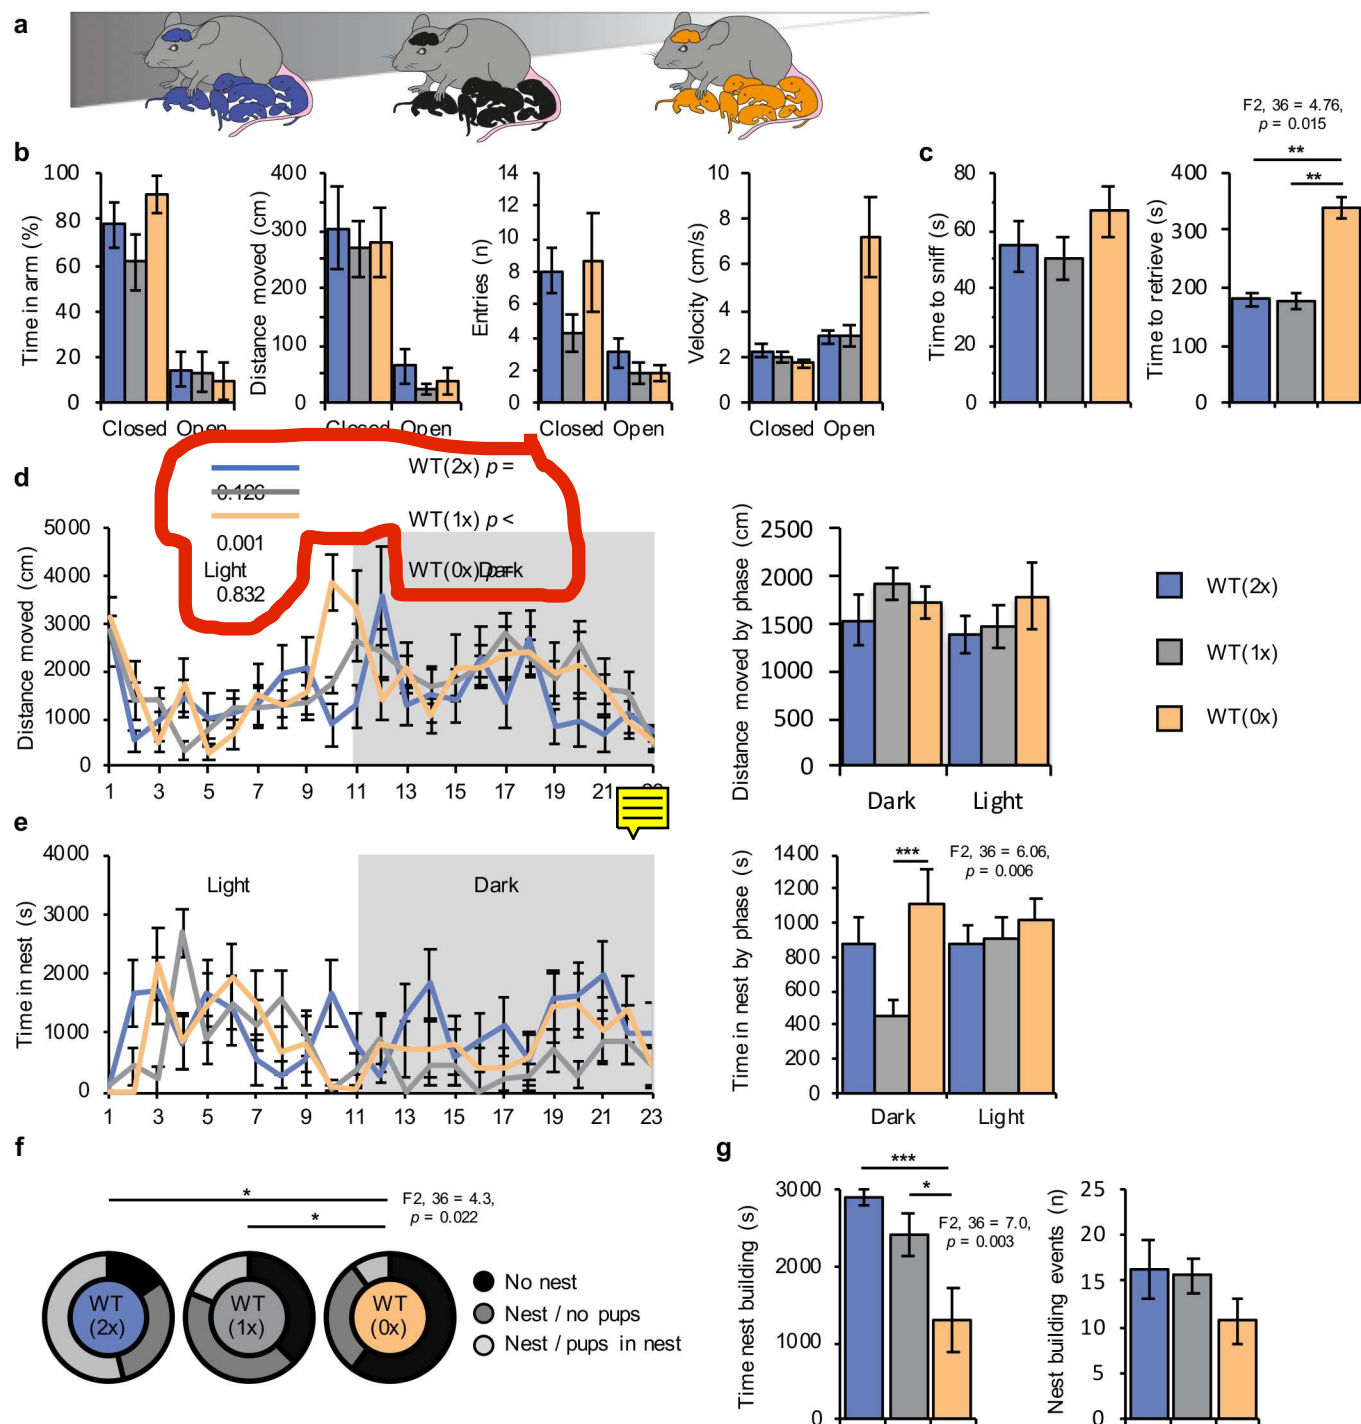 a
F2, 36 = 4.76,
p = 0.015
b
c
** 
**
100
80
60
40
20
0
Time in arm (%)
Closed Open
400
300
200
100
0
Distance moved (cm)
Closed Open
14
12
10
8
6
4
2
0
Entries (n)
Closed Open
10
8
6
4
2
0
Velocity (cm/s)
Closed Open
80
60
40
20
0
Time to sniff (s)
400
300
200
100
0
Time to retrieve (s)
d
WT(2x) p =
0.126
WT(1x) p <
0.001
WT(0x) p =
0.832
Light
Dark
5000
4000
3000
2000
1000
0
Distance moved (cm)
1 3 5 7 9 11 13 15 17 19 21 23
2500
2000
1500
1000
500
0
Distance moved by phase (cm)
Dark Light
WT(2x)
WT(1x)
WT(0x)
e
4000
3000
2000
1000
0
Time in nest (s)
Light
Dark
1 3 5 7 9 11 13 15 17 19 21 23
1400
1200
1000
800
600
400
200
0
Time in nest by phase (s)
***
F2, 36 = 6.06,
p = 0.006
Dark Light
f
*
*
F2, 36 = 4.3,
p = 0.022
WT
(2x)
WT
(1x)
WT
(0x)
No nest
Nest / no pups
Nest / pups in nest
g
***
*
F2, 36 = 7.0,
p = 0.003
3000
2000
1000
0
Time nest building (s)
25
20
15
10
5
0
Nest building events (n)